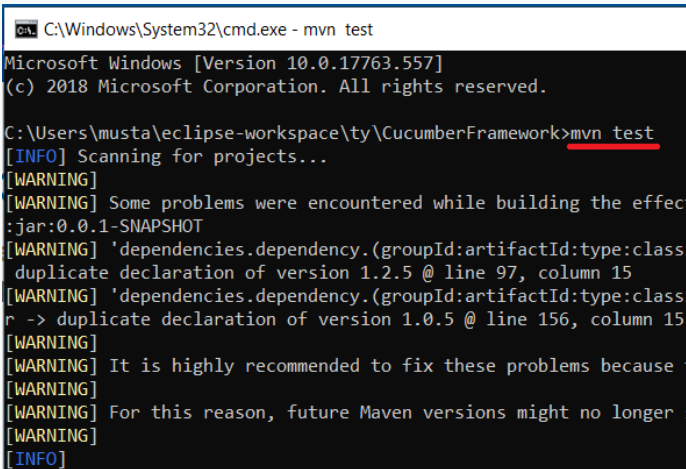 C:\Windows\System32\cmd.exe - mvn  test
Microsoft Windows [Version 10.0.17763.557]
(c) 2018 Microsoft Corporation. All rights reserved.
C:\Users\musta\eclipse-workspace\ty\CucumberFramework>mvn test
[INFO] Scanning for projects...
[WARNING]
[WARNING] Some problems were encountered while building the effec
:jar:0.0.1-SNAPSHOT
[WARNING] 'dependencies.dependency.(groupId:artifactId:type:class
 duplicate declaration of version 1.2.5 @ line 97, column 15
[WARNING] 'dependencies.dependency.(groupId:artifactId:type:class
r -> duplicate declaration of version 1.0.5 @ line 156, column 15
[WARNING]
[WARNING] It is highly recommended to fix these problems because
[WARNING]
[WARNING] For this reason, future Maven versions might no longer
[WARNING]
[INFO]